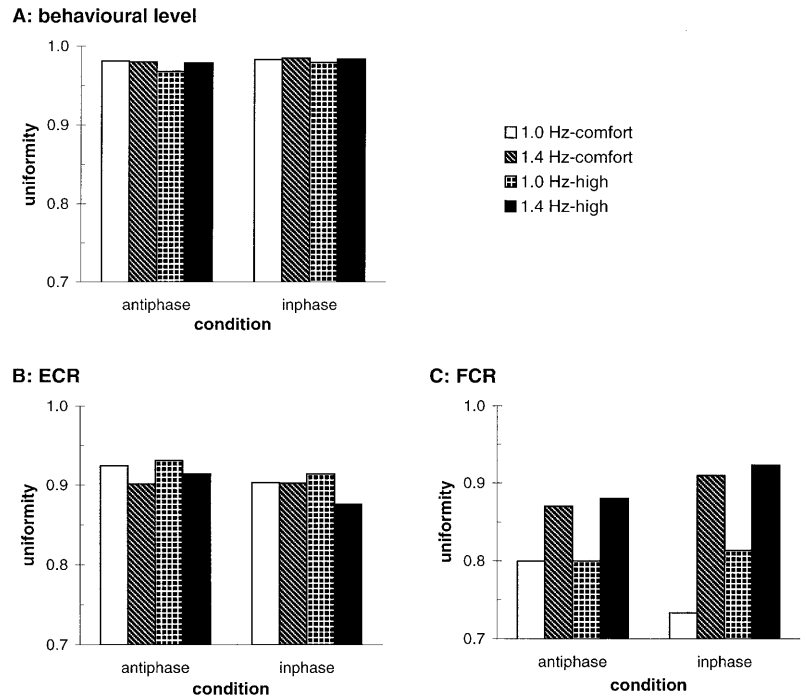 A: behavioural level
1.0
0.9
0.8
0.7
uniformity
antiphase
inphase
condition
1.0 Hz-comfort
1.4 Hz-comfort
1.0 Hz-high
1.4 Hz-high
B: ECR
1.0
0.9
0.8
0.7
uniformity
antiphase
inphase
condition
C: FCR
1.0
0.9
0.8
0.7
uniformity
antiphase
inphase
condition